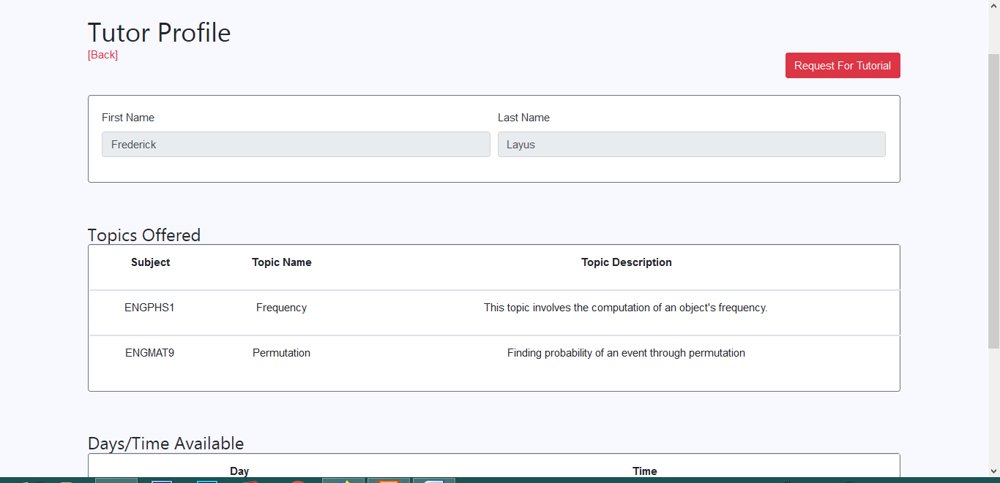 Tutor Profile
[Back]
Request For Tutorial
First Name Last Name
Frederick Layus
Topics Offered
Subject Topic Name Topic Description
ENGPHS1 Frequency This topic involves the computation of an object's frequency.
ENGMAT9 Permutation Finding probability of an event through permutation
Days/Time Available
Day Time